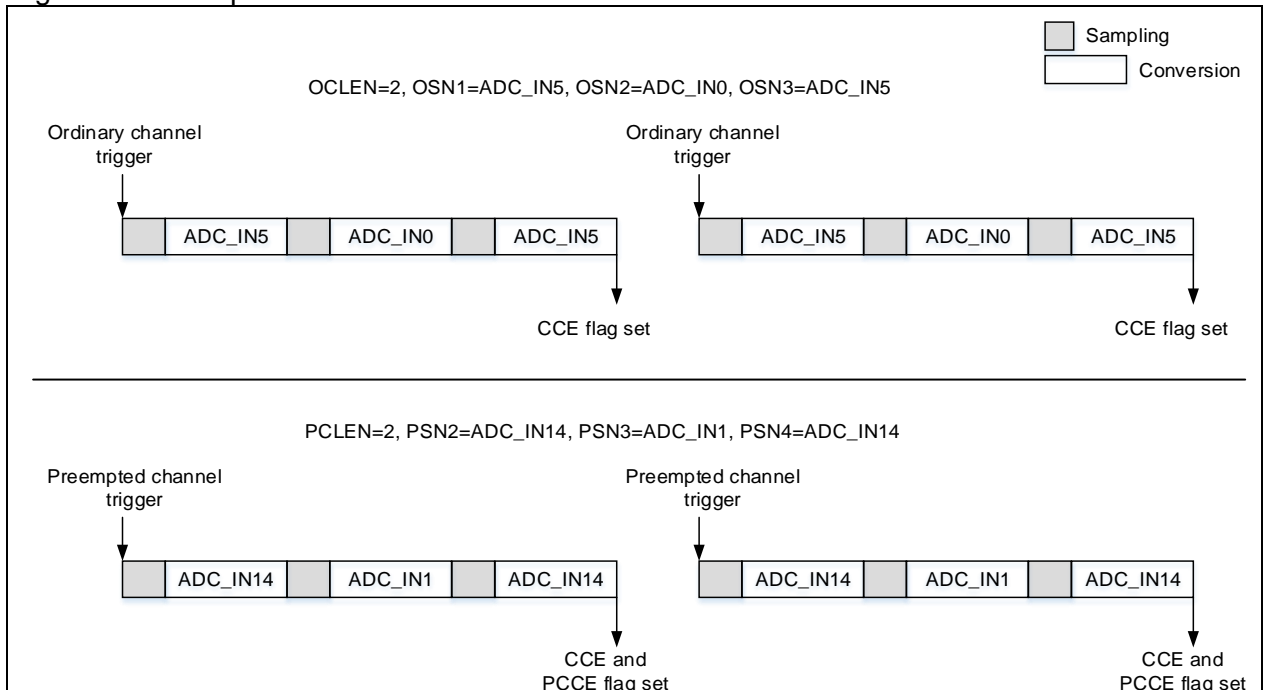 Sampling
Conversion
OCLEN=2, OSN1=ADC_IN5, OSN2=ADC_IN0, OSN3=ADC_IN5
Ordinary channel
trigger
Ordinary channel
trigger
ADC_IN5
ADC_IN0
ADC_IN5
ADC_IN5
ADC_IN0
ADC_IN5
CCE flag set
CCE flag set
PCLEN=2, PSN2=ADC_IN14, PSN3=ADC_IN1, PSN4=ADC_IN14
Preempted channel
trigger
Preempted channel
trigger
ADC_IN14
ADC_IN1
ADC_IN14
ADC_IN14
ADC_IN1
ADC_IN14
CCE and
PCCE flag set
CCE and
PCCE flag set